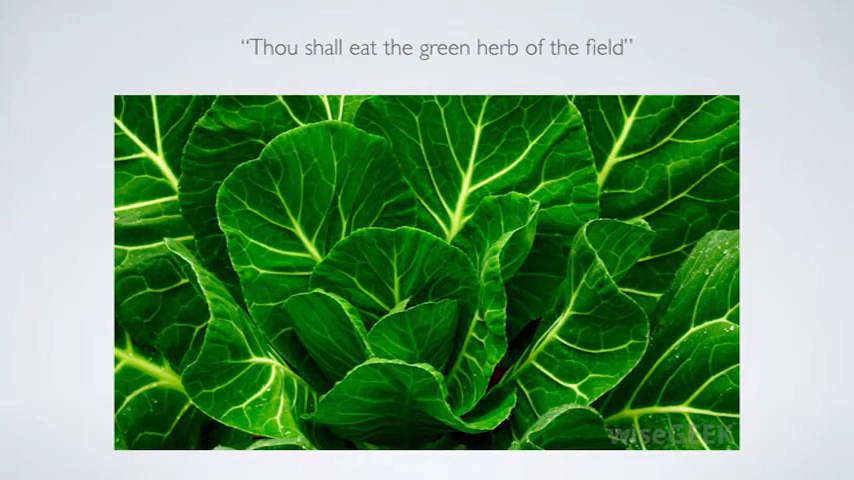 “Thou shall eat the green herb of the field”
wiseGEEK